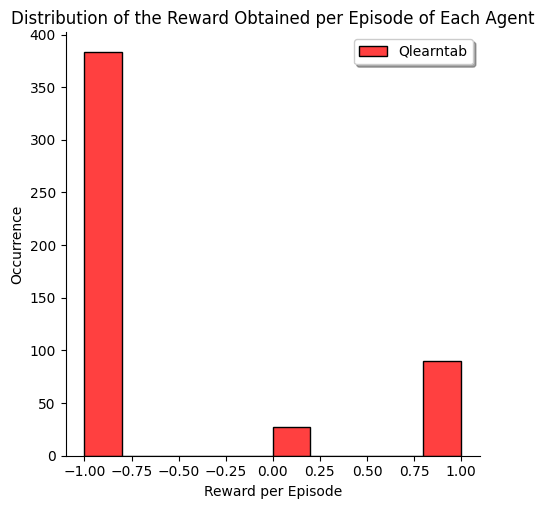 Distribution of the Reward Obtained per Episode of Each Agent
Qlearntab
400
350
300
250
200
150
100
50
0
Occurrence
−1.00 −0.75 −0.50 −0.25 0.00 0.25 0.50 0.75 1.00
Reward per Episode